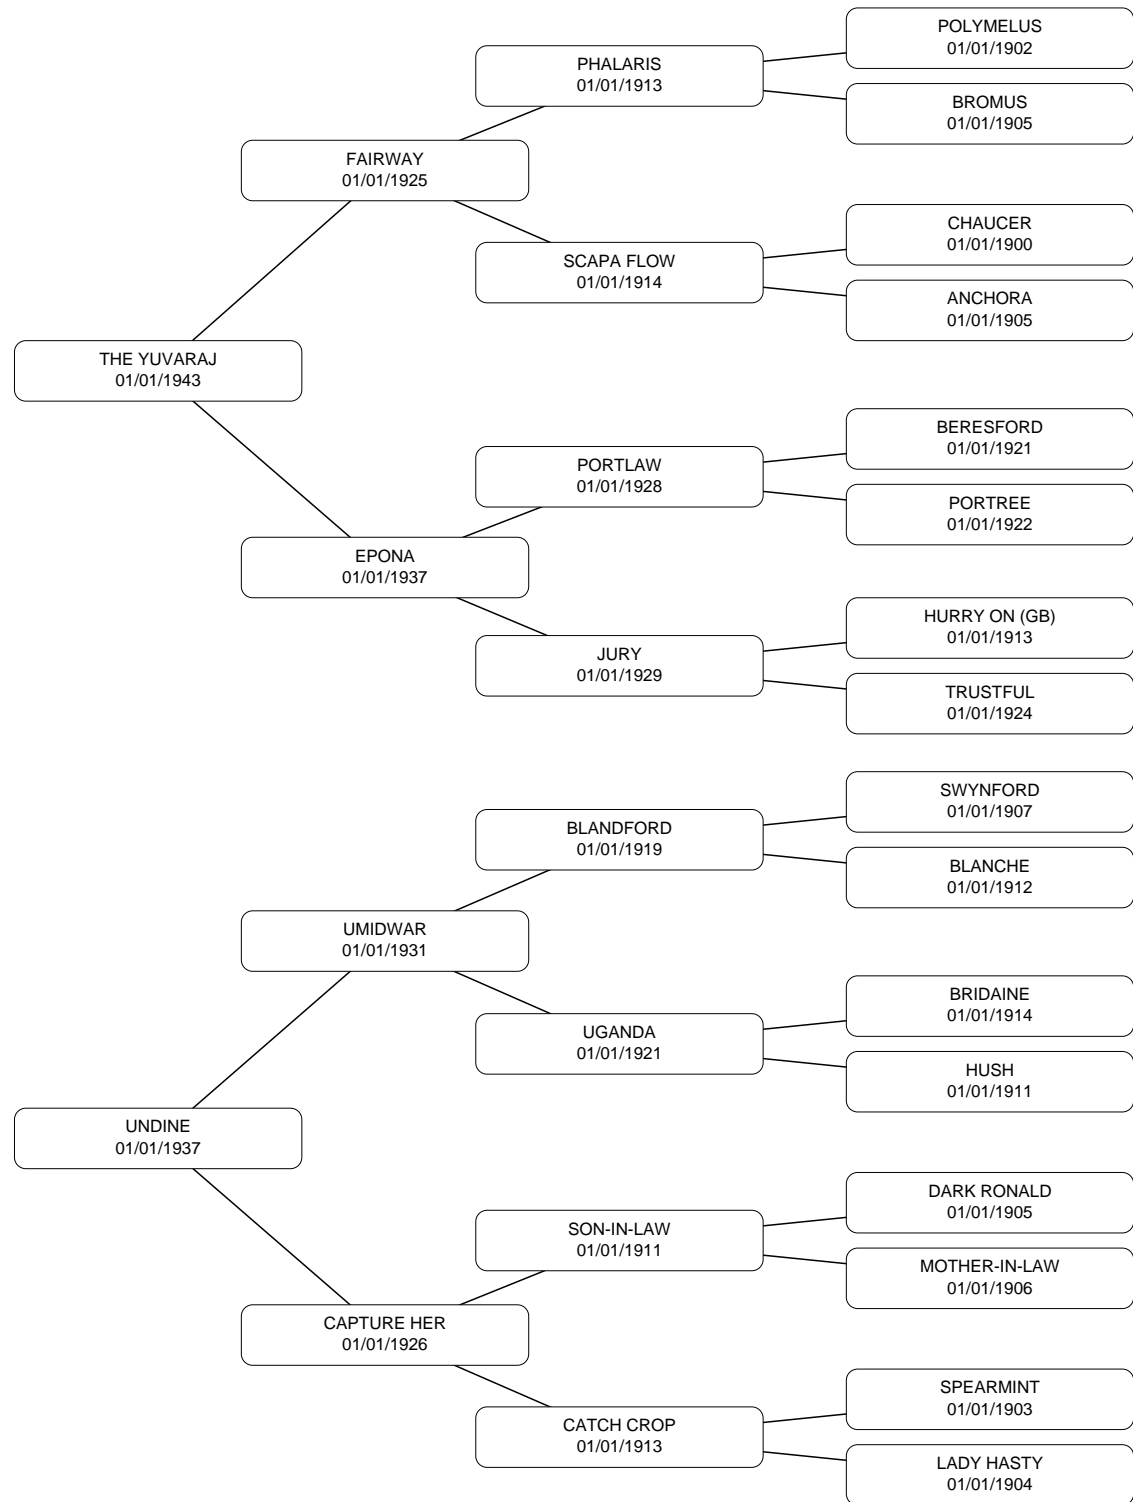 POLYMELUS
01/01/1902
PHALARIS
01/01/1913
BROMUS
01/01/1905
FAIRWAY
01/01/1925
CHAUCER
01/01/1900
SCAPA FLOW
01/01/1914
ANCHORA
01/01/1905
THE YUVARAJ
01/01/1943
BERESFORD
01/01/1921
PORTLAW
01/01/1928
PORTREE
01/01/1922
EPONA
01/01/1937
HURRY ON (GB)
01/01/1913
JURY
01/01/1929
TRUSTFUL
01/01/1924
SWYNFORD
01/01/1907
BLANDFORD
01/01/1919
BLANCHE
01/01/1912
UMIDWAR
01/01/1931
BRIDAINE
01/01/1914
UGANDA
01/01/1921
HUSH
01/01/1911
UNDINE
01/01/1937
DARK RONALD
01/01/1905
SON-IN-LAW
01/01/1911
MOTHER-IN-LAW
01/01/1906
CAPTURE HER
01/01/1926
SPEARMINT
01/01/1903
CATCH CROP
01/01/1913
LADY HASTY
01/01/1904